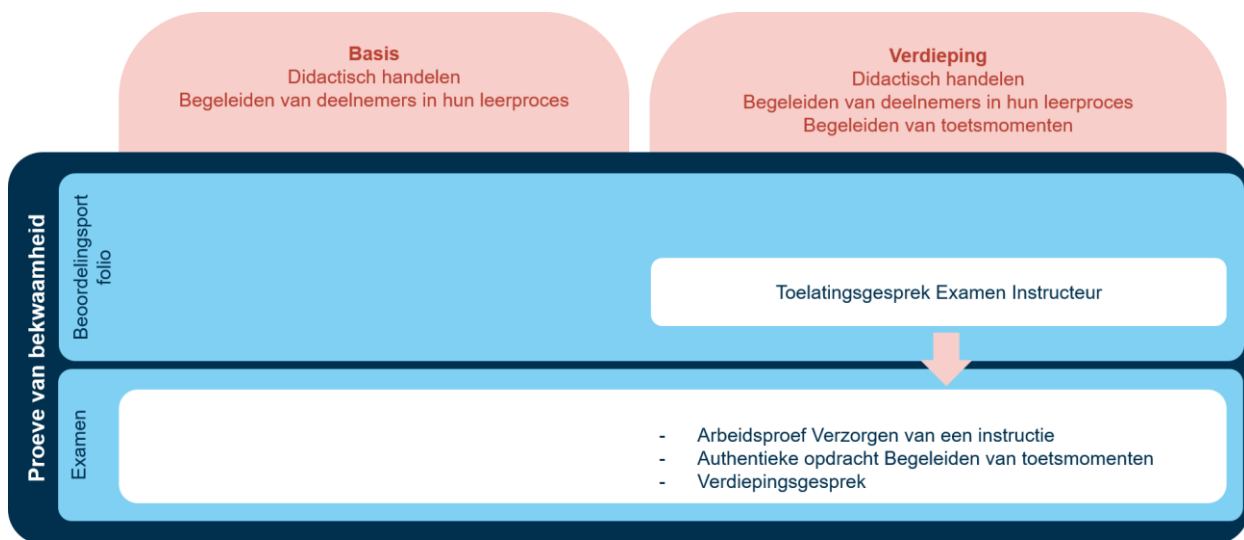 Basis
Didactisch handelen
Begeleiden van deelnemers in hun leerproces
Verdieping
Didactisch handelen
Begeleiden van deelnemers in hun leerproces
Begeleiden van toetsmomenten
Proeve van bekwaamheid
Beoordelingsport
folio
Toelatingsgesprek Examen Instructeur
Examen
- Arbeidsproef Verzorgen van een instructie
- Authentieke opdracht Begeleiden van toetsmomenten
- Verdiepingsgesprek